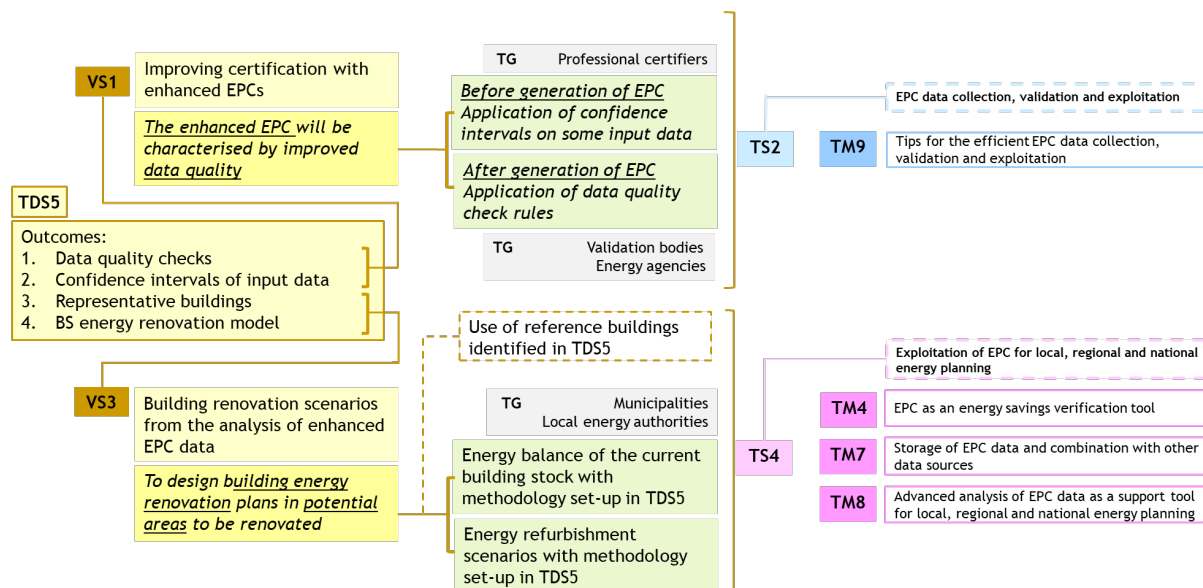 VS1
Improving certification with
enhanced EPCs
The enhanced EPC will be
characterised by improved
data quality
TG Professional certifiers
Before generation of EPC
Application of confidence
intervals on some input data
After generation of EPC
Application of data quality
check rules
TG Validation bodies
Energy agencies
TS2
EPC data collection, validation and exploitation
TM9
Tips for the efficient EPC data collection,
validation and exploitation
TDS5
Outcomes:
1. Data quality checks
2. Confidence intervals of input data
3. Representative buildings
4. BS energy renovation model
VS3
Building renovation scenarios
from the analysis of enhanced
EPC data
To design building energy
renovation plans in potential
areas to be renovated
Use of reference buildings
identified in TDS5
TG Municipalities
Local energy authorities
Energy balance of the current
building stock with
methodology set-up in TDS5
Energy refurbishment
scenarios with methodology
set-up in TDS5
TS4
Exploitation of EPC for local, regional and national
energy planning
TM4
EPC as an energy savings verification tool
TM7
Storage of EPC data and combination with other
data sources
TM8
Advanced analysis of EPC data as a support tool
for local, regional and national energy planning